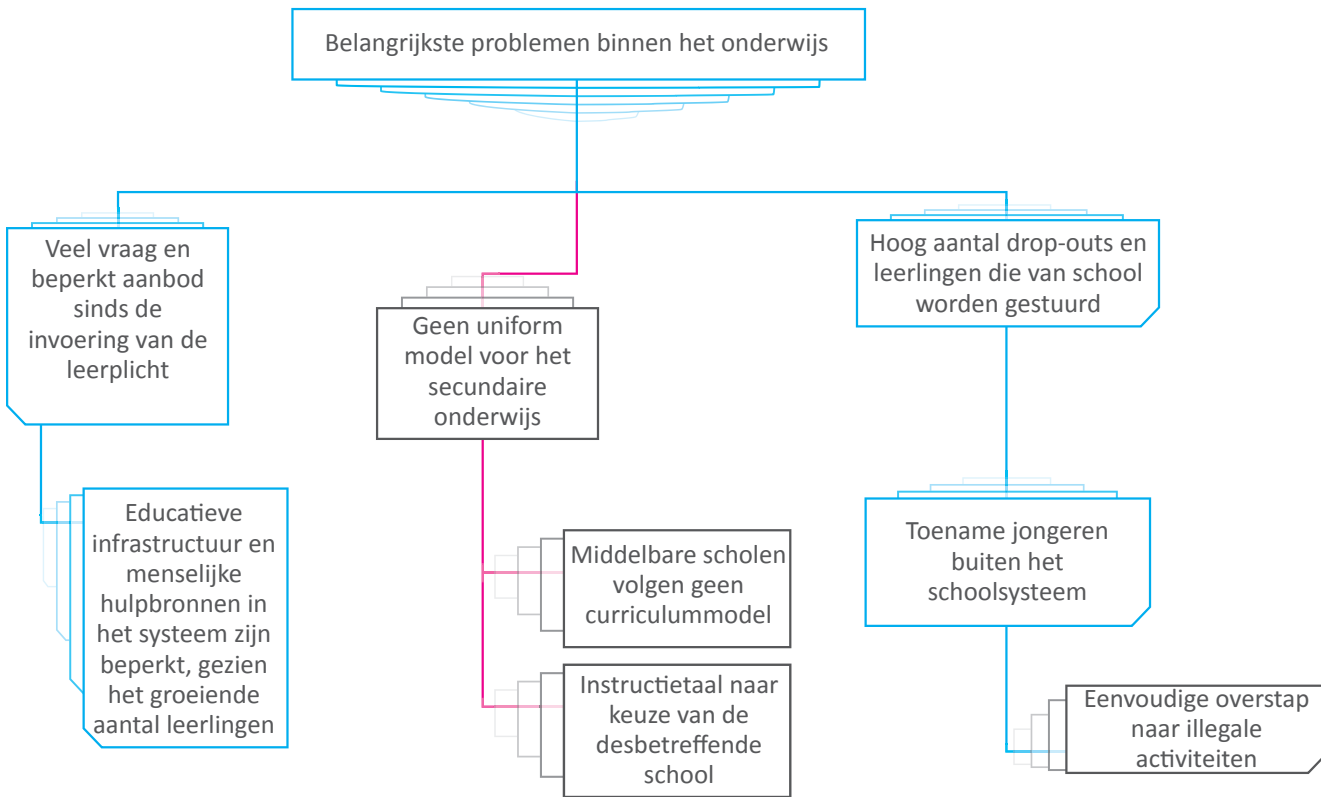 Belangrijkste problemen binnen het onderwijs
Veel vraag en
beperkt aanbod
sinds de
invoering van de
leerplicht
Educatieve
infrastructuur en
menselijke
hulpbronnen in
het systeem zijn
beperkt, gezien
het groeiende
aantal leerlingen
Geen uniform
model voor het
secundaire
onderwijs
Middelbare scholen
volgen geen
curriculummodel
Instructietaal naar
keuze van de
desbetreffende
school
Hoog aantal drop-outs en
leerlingen die van school
worden gestuurd
Toename jongeren
buiten het
schoolsysteem
Eenvoudige overstap
naar illegale
activiteiten